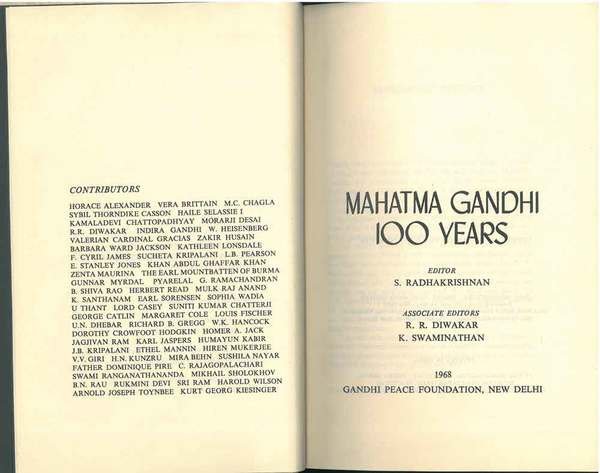 CONTRIBUTORS
HORACE ALEXANDER VERA BRITTAIN M.C. CHAGLA
SYBIL THORNDIKE CASSON HAILE SELASSIE I
KAMALADEVI CHATTOPADHYAY MORARJI DESAI
R.R. DIWAKAR INDIRA GANDHI W. HEISENBERG
VALERIAN CARDINAL GRACIAS ZAKIR HUSAIN
BARBARA WARD JACKSON KATHLEEN LONSDALE
F. CYRIL JAMES SUCHETA KRIPALANI L.B. PEARSON
E. STANLEY JONES KHAN ABDUL GHAFFAR KHAN
ZENTA MAURINA THE EARL MOUNTBATTEN OF BURMA
GUNNAR MYRDAL PYARELAL G. RAMACHANDRAN
B. SHIVA RAO HERBERT READ MULK RAJ ANAND
K. SANTHANAM EARL SORENSEN SOPHIA WADIA
U THANT LORD CASEY SUNITI KUMAR CHATTERJI
GEORGE CATLIN MARGARET COLE LOUIS FISCHER
U.N. DHEBAR RICHARD B. GREGG W.K. HANCOCK
DOROTHY CROWFOOT HODGKIN HOMER A. JACK
JAGJIVAN RAM KARL JASPERS HUMAYUN KABIR
J.B. KRIPALANI ETHEL MANNIN HIREN MUKERJEE
V.V. GIRI H.N. KUNZRU MIRA BEHN SUSHILA NAYAR
FATHER DOMINIQUE PIRE C. RAJAGOPALACHARI
SWAMI RANGANATHANANDA MIKHAIL SHOLOKHOV
B.N. RAU RUKMINI DEVI SRI RAM HAROLD WILSON
ARNOLD JOSEPH TOYNBEE KURT GEORG KIESINGER
MAHATMA GANDHI
100 YEARS
EDITOR
S. RADHAKRISHNAN
ASSOCIATE EDITORS
R. R. DIWAKAR
K. SWAMINATHAN
1968
GANDHI PEACE FOUNDATION, NEW DELHI